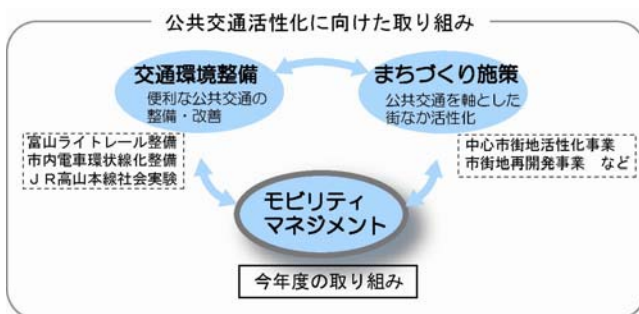 公共交通活性化に向けた取り組み
交通環境整備
便利な公共交通の
整備・改善
まちづくり施策
公共交通を軸とした
街なか活性化
富山ライトレール整備
市内電車環状線化整備
ＪＲ高山本線社会実験
中心市街地活性化事業
市街地再開発事業　など
モビリティ
マネジメント
今年度の取り組み